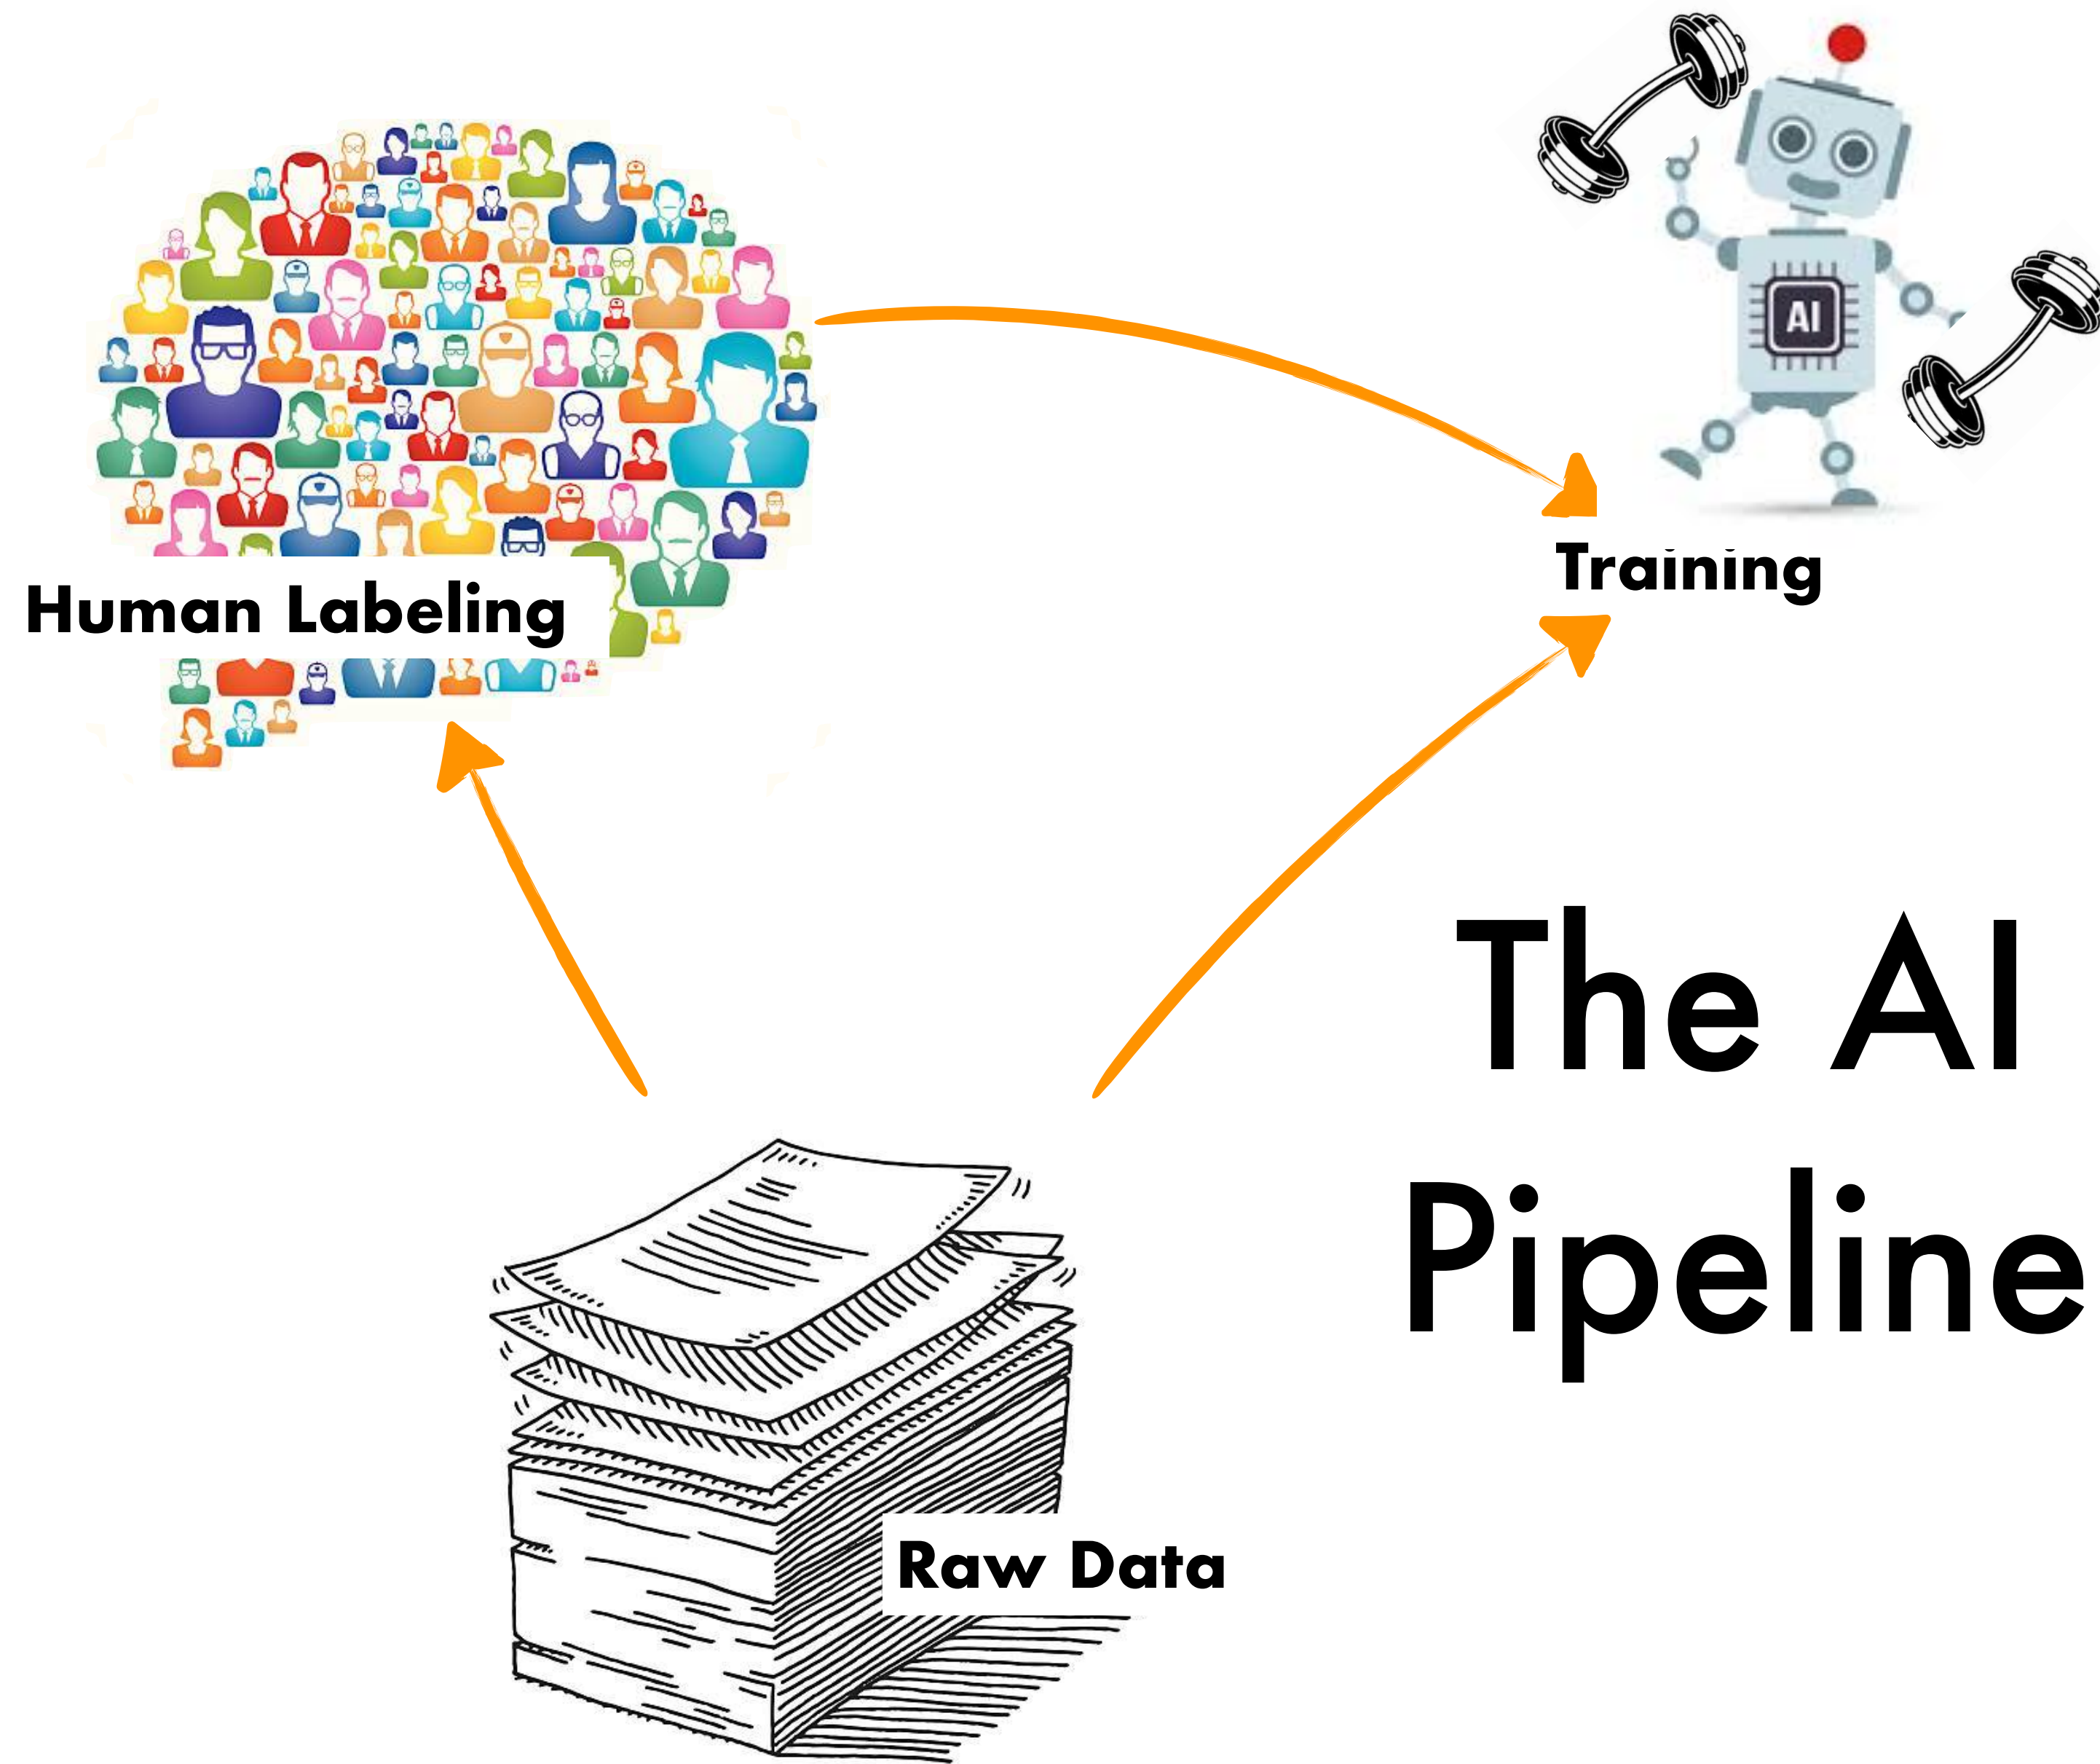 AI
Human Labeling
Training
The AI
Pipeline
Raw Data